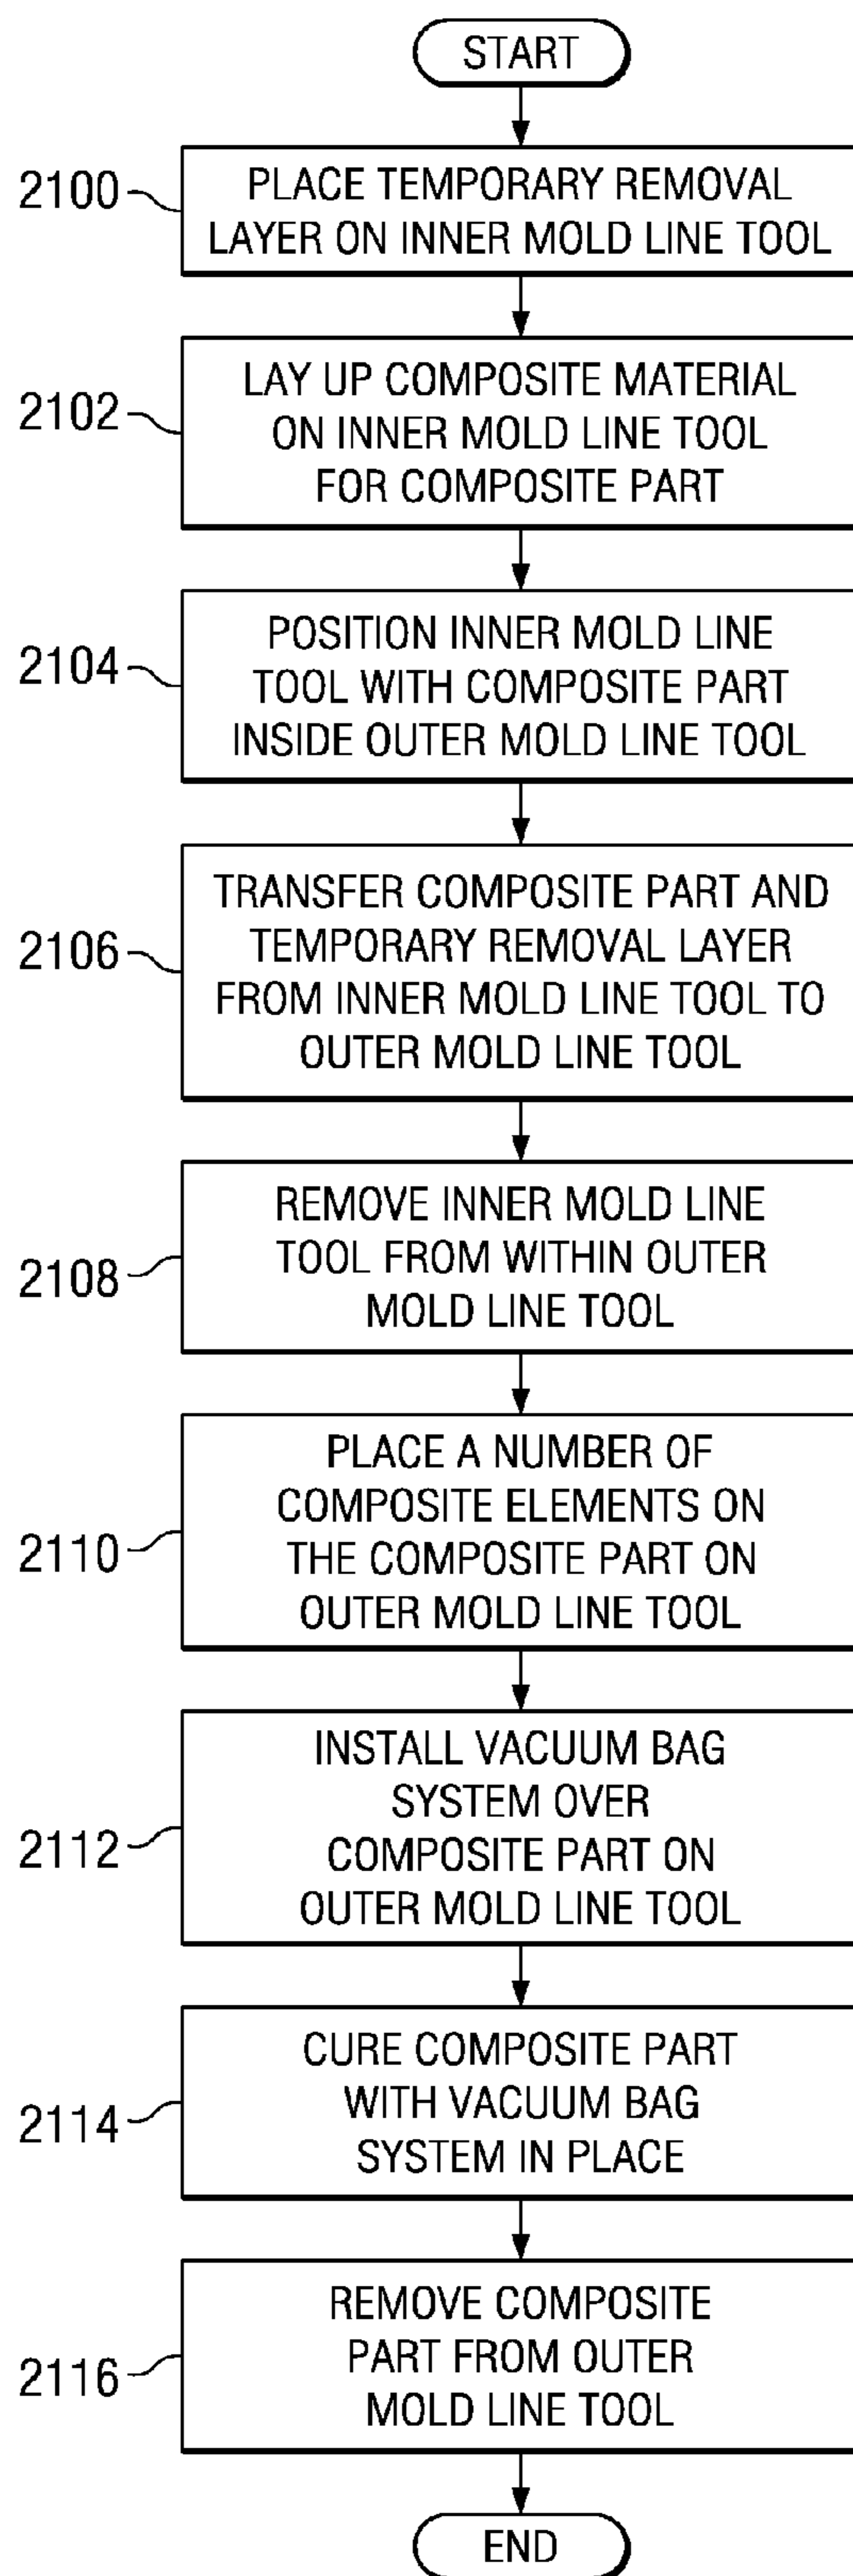 START
2100
PLACE TEMPORARY REMOVAL
LAYER ON INNER MOLD LINE TOOL
2102
LAY UP COMPOSITE MATERIAL
ON INNER MOLD LINE TOOL
FOR COMPOSITE PART
2104
POSITION INNER MOLD LINE
TOOL WITH COMPOSITE PART
INSIDE OUTER MOLD LINE TOOL
2106
TRANSFER COMPOSITE PART AND
TEMPORARY REMOVAL LAYER
FROM INNER MOLD LINE TOOL TO
OUTER MOLD LINE TOOL
2108
REMOVE INNER MOLD LINE
TOOL FROM WITHIN OUTER
MOLD LINE TOOL
2110
PLACE A NUMBER OF
COMPOSITE ELEMENTS ON
THE COMPOSITE PART ON
OUTER MOLD LINE TOOL
2112
INSTALL VACUUM BAG
SYSTEM OVER
COMPOSITE PART ON
OUTER MOLD LINE TOOL
2114
CURE COMPOSITE PART
WITH VACUUM BAG
SYSTEM IN PLACE
2116
REMOVE COMPOSITE
PART FROM OUTER
MOLD LINE TOOL
END